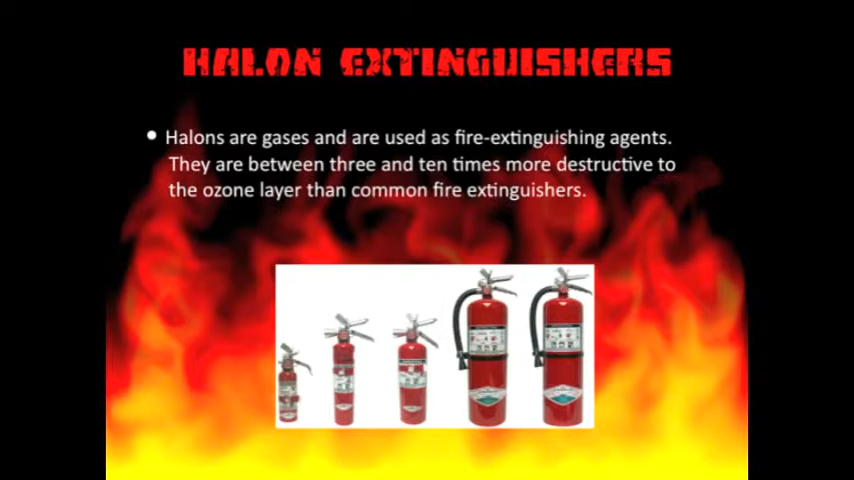 HALON EXTINGUISHERS
• Halons are gases and are used as fire-extinguishing agents.
They are between three and ten times more destructive to
the ozone layer than common fire extinguishers.